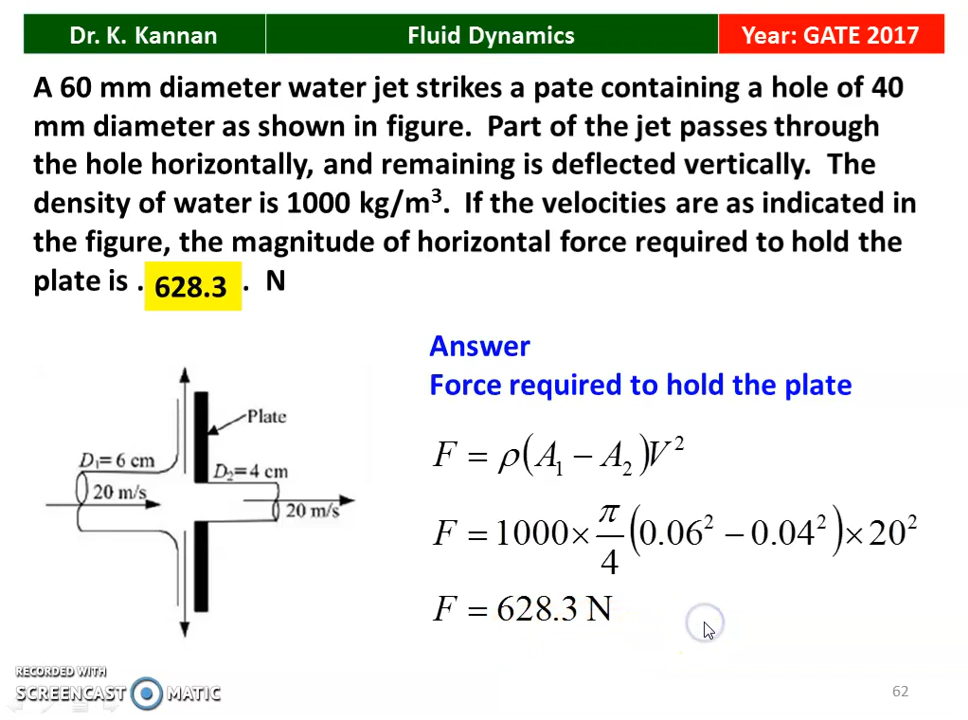 Dr. K. Kannan
Fluid Dynamics
Year: GATE 2017
A 60 mm diameter water jet strikes a pate containing a hole of 40
mm diameter as shown in figure. Part of the jet passes through
the hole horizontally, and remaining is deflected vertically. The
density of water is 1000 kg/m³. If the velocities are as indicated in
the figure, the magnitude of horizontal force required to hold the
plate is . 628.3 . N
Answer
Force required to hold the plate
F = ρ(A₁ − A₂)V²
F = 1000 × π/4 (0.06² − 0.04²) × 20²
F = 628.3 N
Plate
D₁=6 cm
D₂=4 cm
20 m/s
20 m/s
RECORDED WITH
SCREENCAST MATIC
62